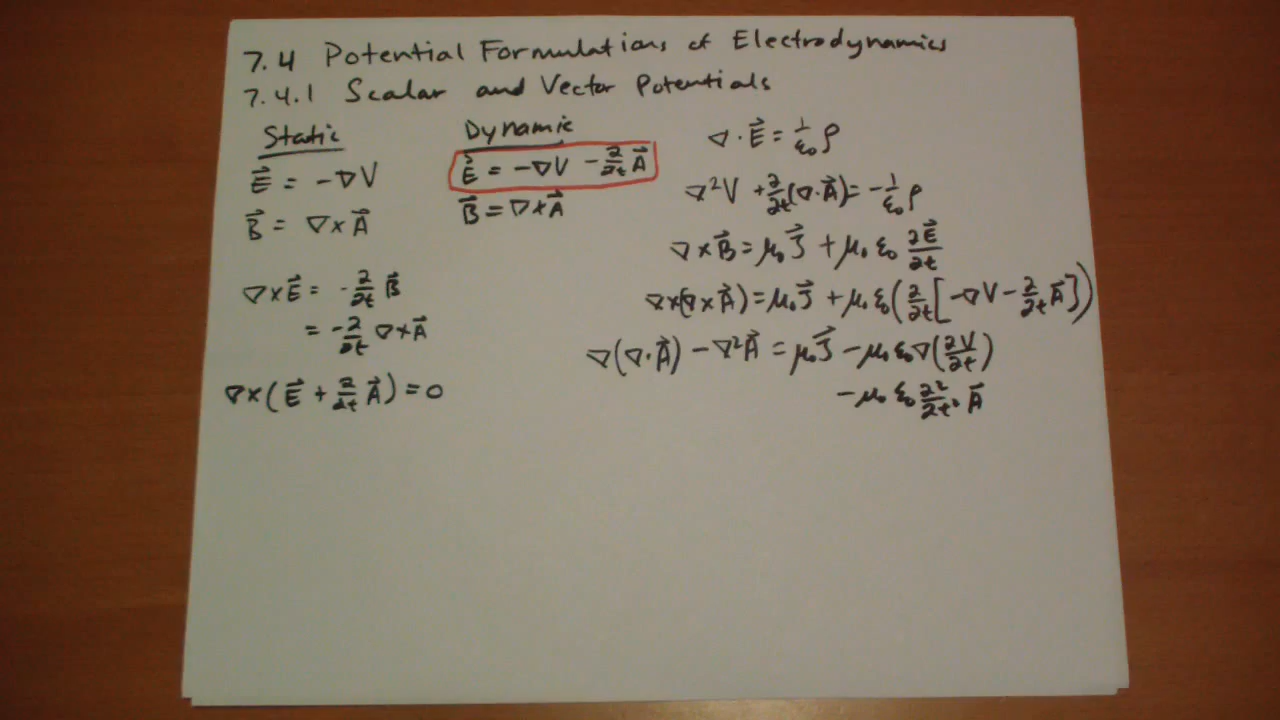 7.4 Potential Formulations of Electrodynamics
7.4.1 Scalar and Vector Potentials
Static
E⃗ = -∇V
B⃗ = ∇×A⃗
∇×E⃗ = -∂/∂t B⃗
= -∂/∂t ∇×A⃗
∇×(E⃗ + ∂/∂t A⃗) = 0
Dynamic
E⃗ = -∇V - ∂/∂t A⃗
B⃗ = ∇×A⃗
∇·E⃗ = 1/ε₀ ρ
∇²V + ∂/∂t(∇·A⃗) = -1/ε₀ ρ
∇×B⃗ = μ₀J⃗ + μ₀ε₀ ∂E⃗/∂t
∇×(∇×A⃗) = μ₀J⃗ + μ₀ε₀(∂/∂t[-∇V - ∂/∂t A⃗])
∇(∇·A⃗) - ∇²A⃗ = μ₀J⃗ - μ₀ε₀∇(∂V/∂t)
- μ₀ε₀ ∂²/∂t² A⃗